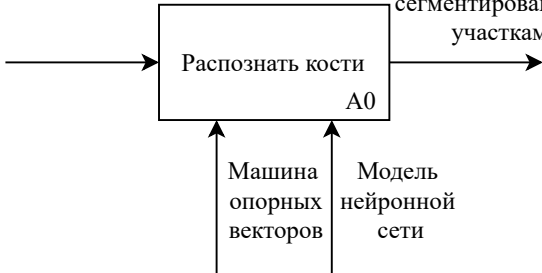 участкам
Распознать кости
A0
Машина
опорных
векторов
Модель
нейронной
сети